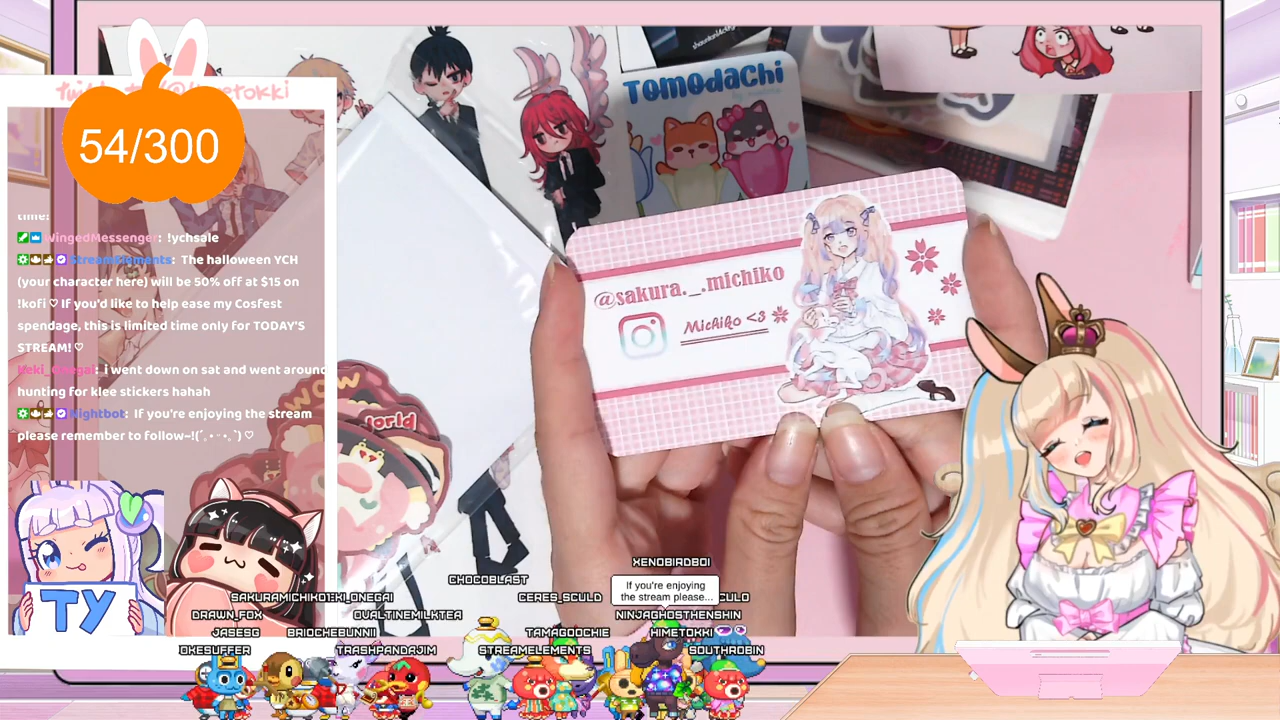 54/300
time!
WingedMessenger: !ychsale
StreamElements: The halloween YCH
(your character here) will be 50% off at $15 on
!kofi ♡ If you'd like to help ease my Cosfest
spendage, this is limited time only for TODAY'S
STREAM! ♡
i went down on sat and went around
hunting for klee stickers hahah
Nightbot: If you're enjoying the stream
please remember to follow~!(´｡• ᵕ •｡`) ♡
TY
TOMODACHI
@sakura._.michiko
Michiko <3
WOW
World
XENOBIRDBOI
CHOCOBLAST
If you're enjoying
the stream please...
CERES_SCULD
DRAWN_FOX
OVALTINEMILKTEA
NINJAGHOSTHENSHIN
JASESG
BRIOCHEBUNNII
TAMAGOOCHIE
HIMETOKKI
OKESUFFER
TRASHPANDAJIM
STREAMELEMENTS
SOUTHROBIN